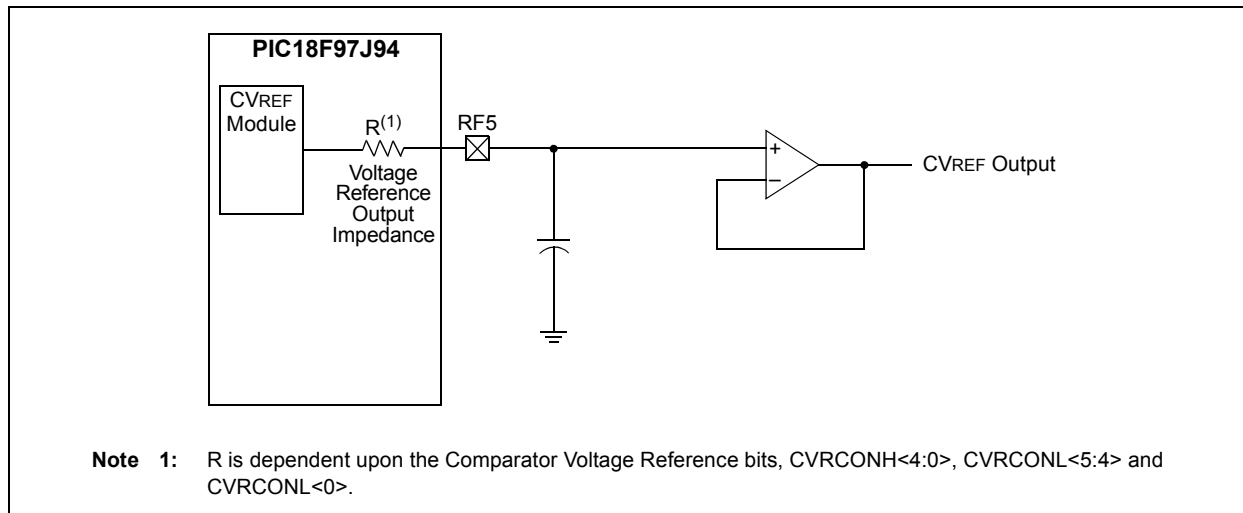 PIC18F97J94
CVREF
Module
R(1)
RF5
Voltage
Reference
Output
Impedance
+
–
CVREF Output
Note 1: R is dependent upon the Comparator Voltage Reference bits, CVRCONH<4:0>, CVRCONL<5:4> and
CVRCONL<0>.